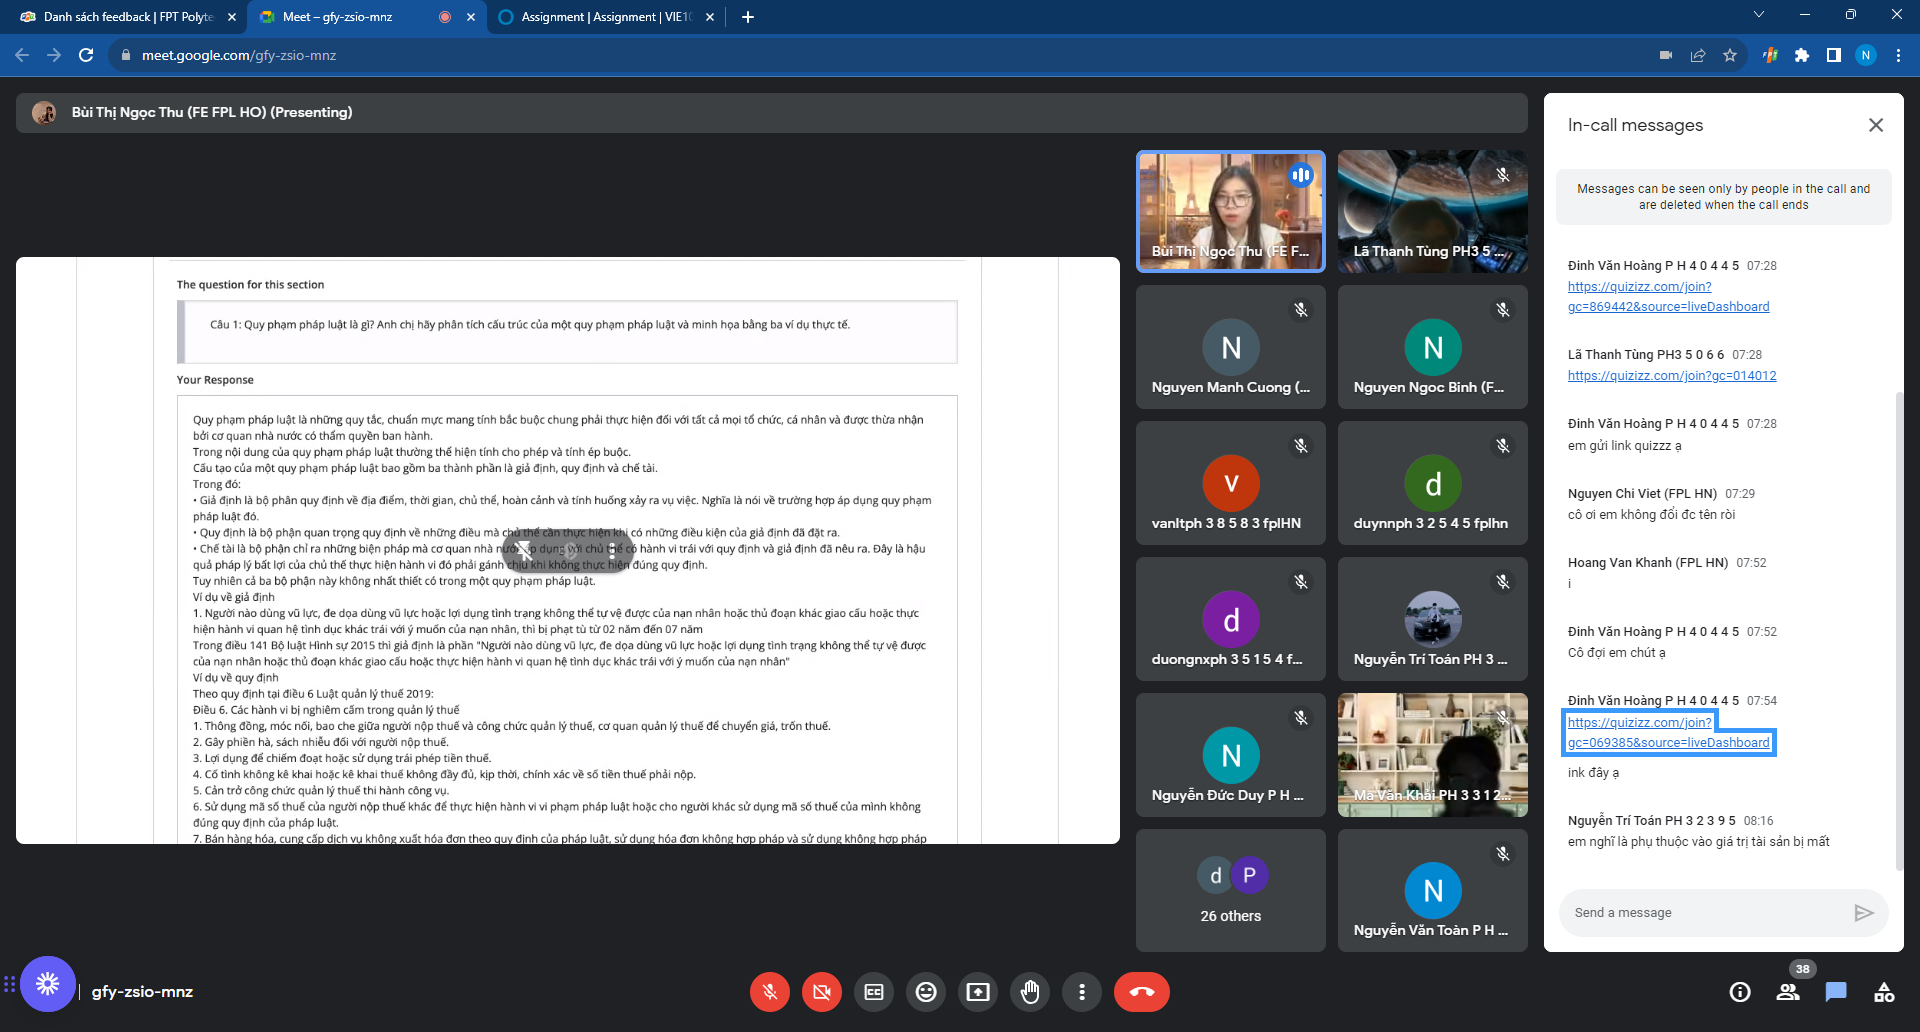 Danh sách feedback | FPT Polyte
Meet – gfy-zsio-mnz
Assignment | Assignment | VIE10
meet.google.com/gfy-zsio-mnz
N
Bùi Thị Ngọc Thu (FE FPL HO) (Presenting)
The question for this section
Câu 1: Quy phạm pháp luật là gì? Anh chị hãy phân tích cấu trúc của một quy phạm pháp luật và minh họa bằng ba ví dụ thực tế.
Your Response
Quy phạm pháp luật là những quy tắc, chuẩn mực mang tính bắc buộc chung phải thực hiện đối với tất cả mọi tổ chức, cá nhân và được thừa nhận
bởi cơ quan nhà nước có thẩm quyền ban hành.
Trong nội dung của quy phạm pháp luật thường thể hiện tính cho phép và tính ép buộc.
Cấu tạo của một quy phạm pháp luật bao gồm ba thành phần là giả định, quy định và chế tài.
Trong đó:
• Giả định là bộ phân quy định về địa điểm, thời gian, chủ thể, hoàn cảnh và tính huống xảy ra vụ việc. Nghĩa là nói về trường hợp áp dụng quy phạm
pháp luật đó.
• Quy định là bộ phận quan trọng quy định về những điều mà chủ thể cần thực hiện khi có những điều kiện của giả định đã đặt ra.
• Chế tài là bộ phận chỉ ra những biện pháp mà cơ quan nhà nước áp dụng với chủ thể có hành vi trái với quy định và giả định đã nêu ra. Đây là hậu
quả pháp lý bất lợi của chủ thể thực hiện hành vi đó phải gánh chịu khi không thực hiện đúng quy định.
Tuy nhiên cả ba bộ phận này không nhất thiết có trong một quy phạm pháp luật.
Ví dụ về giả định
1. Người nào dùng vũ lực, đe dọa dùng vũ lực hoặc lợi dụng tình trạng không thể tự vệ được của nạn nhân hoặc thủ đoạn khác giao cấu hoặc thực
hiện hành vi quan hệ tình dục khác trái với ý muốn của nạn nhân, thì bị phạt tù từ 02 năm đến 07 năm
Trong điều 141 Bộ luật Hình sự 2015 thì giả định là phần "Người nào dùng vũ lực, đe dọa dùng vũ lực hoặc lợi dụng tình trạng không thể tự vệ được
của nạn nhân hoặc thủ đoạn khác giao cấu hoặc thực hiện hành vi quan hệ tình dục khác trái với ý muốn của nạn nhân"
Ví dụ về quy định
Theo quy định tại điều 6 Luật quản lý thuế 2019:
Điều 6. Các hành vi bị nghiêm cấm trong quản lý thuế
1. Thông đồng, móc nối, bao che giữa người nộp thuế và công chức quản lý thuế, cơ quan quản lý thuế để chuyển giá, trốn thuế.
2. Gây phiền hà, sách nhiễu đối với người nộp thuế.
3. Lợi dụng để chiếm đoạt hoặc sử dụng trái phép tiền thuế.
4. Cố tình không kê khai hoặc kê khai thuế không đầy đủ, kịp thời, chính xác về số tiền thuế phải nộp.
5. Cản trở công chức quản lý thuế thi hành công vụ.
6. Sử dụng mã số thuế của người nộp thuế khác để thực hiện hành vi vi phạm pháp luật hoặc cho người khác sử dụng mã số thuế của mình không
đúng quy định của pháp luật.
7. Bán hàng hóa, cung cấp dịch vụ không xuất hóa đơn theo quy định của pháp luật, sử dụng hóa đơn không hợp pháp và sử dụng không hợp pháp
Bùi Thị Ngọc Thu (FE F...
Lã Thanh Tùng PH3 5 ...
N
Nguyen Manh Cuong (...
N
Nguyen Ngoc Binh (F...
v
vanltph 3 8 5 8 3 fplHN
d
duynnph 3 2 5 4 5 fplhn
d
duongnxph 3 5 1 5 4 f...
Nguyễn Trí Toán PH 3 ...
N
Nguyễn Đức Duy P H ...
Mã Văn Khải PH 3 3 1 2...
d P
26 others
N
Nguyễn Văn Toàn P H ...
In-call messages
Messages can be seen only by people in the call and
are deleted when the call ends
Đinh Văn Hoàng P H 4 0 4 4 5 07:28
https://quizizz.com/join?
gc=869442&source=liveDashboard
Lã Thanh Tùng PH3 5 0 6 6 07:28
https://quizizz.com/join?gc=014012
Đinh Văn Hoàng P H 4 0 4 4 5 07:28
em gửi link quizzz ạ
Nguyen Chi Viet (FPL HN) 07:29
cô ơi em không đổi đc tên ròi
Hoang Van Khanh (FPL HN) 07:52
i
Đinh Văn Hoàng P H 4 0 4 4 5 07:52
Cô đợi em chút ạ
Đinh Văn Hoàng P H 4 0 4 4 5 07:54
https://quizizz.com/join?
gc=069385&source=liveDashboard
ink đây ạ
Nguyễn Trí Toán PH 3 2 3 9 5 08:16
em nghĩ là phụ thuộc vào giá trị tài sản bị mất
Send a message
gfy-zsio-mnz
38